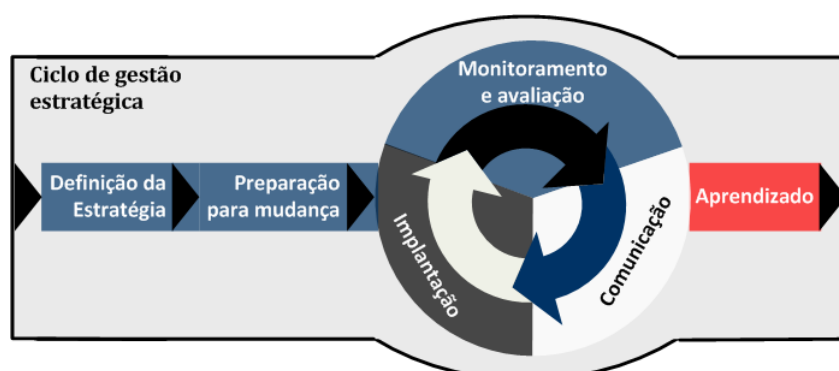 Ciclo de gestão
estratégica
Monitoramento
e avaliação
Definição da
Estratégia
Preparação
para mudança
Implantação
Comunicação
Aprendizado